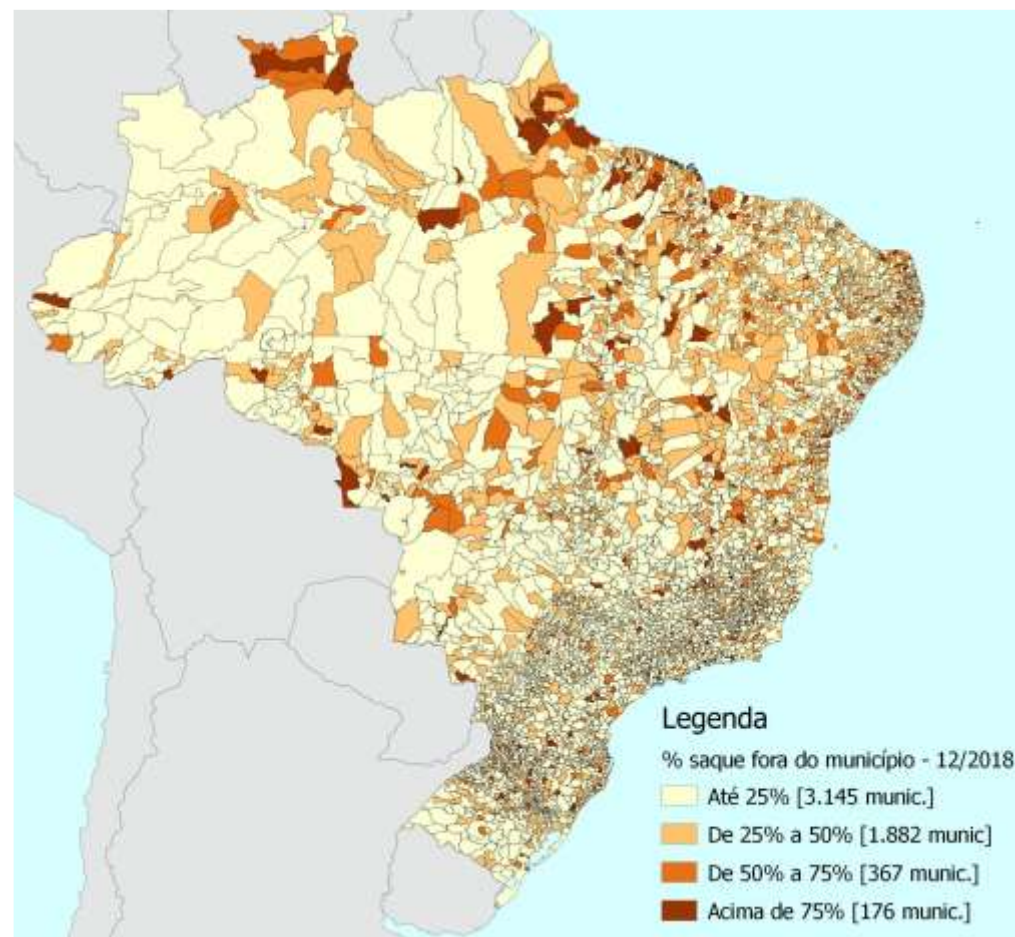 Legenda
% saque fora do município - 12/2018
Até 25% [3.145 munic.]
De 25% a 50% [1.882 munic]
De 50% a 75% [367 munic.]
Acima de 75% [176 munic.]